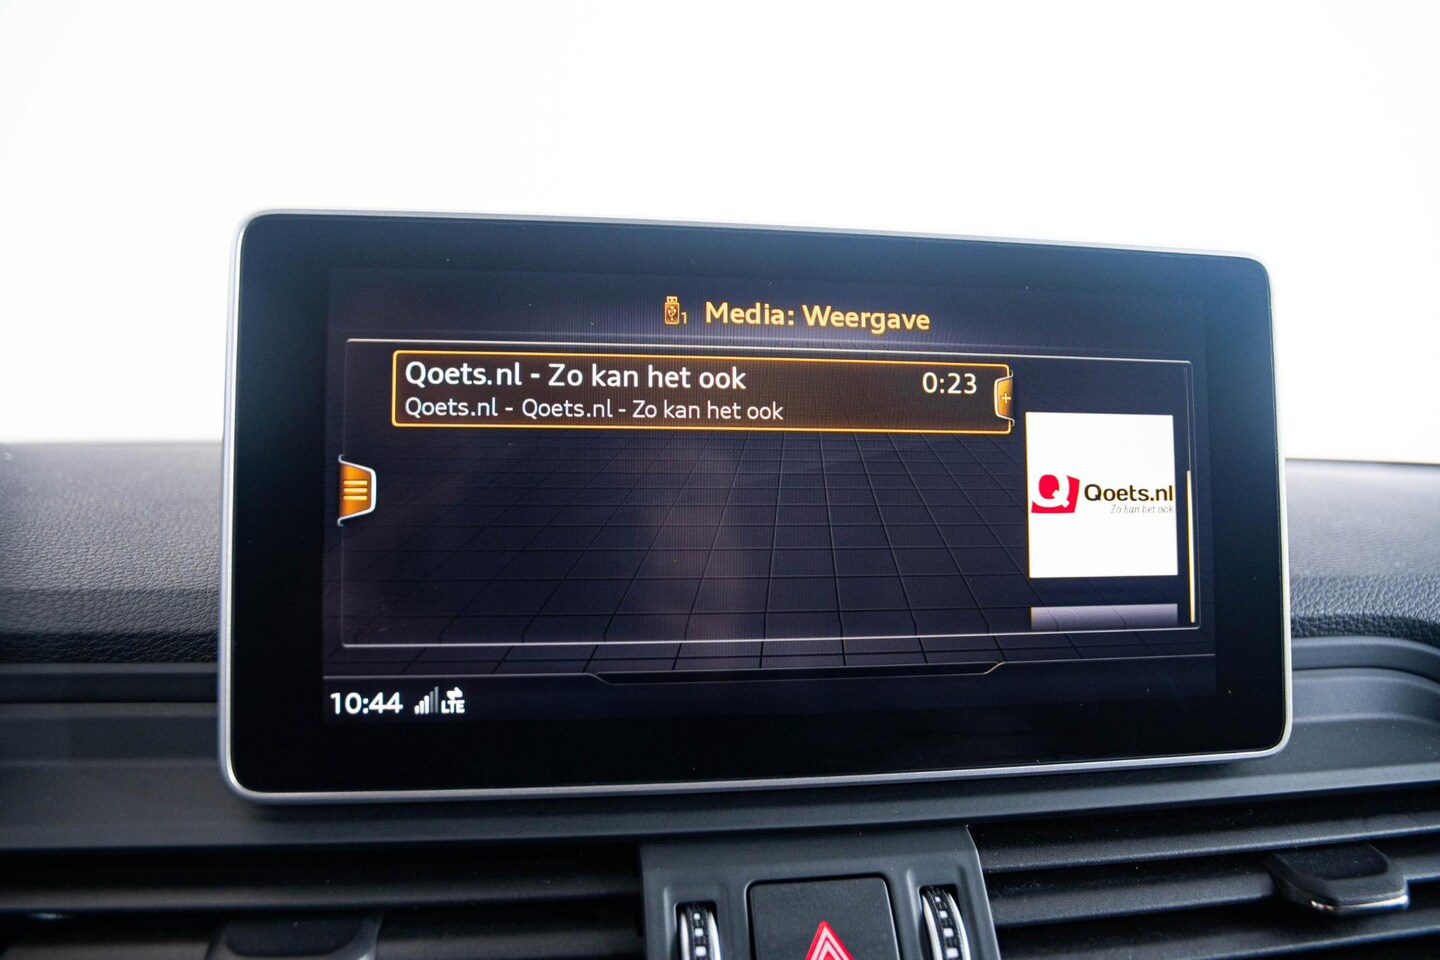 1 Media: Weergave
Qoets.nl - Zo kan het ook 0:23
Qoets.nl - Qoets.nl - Zo kan het ook
+
Q Qoets.nl
Zo kan het ook
10:44 LTE